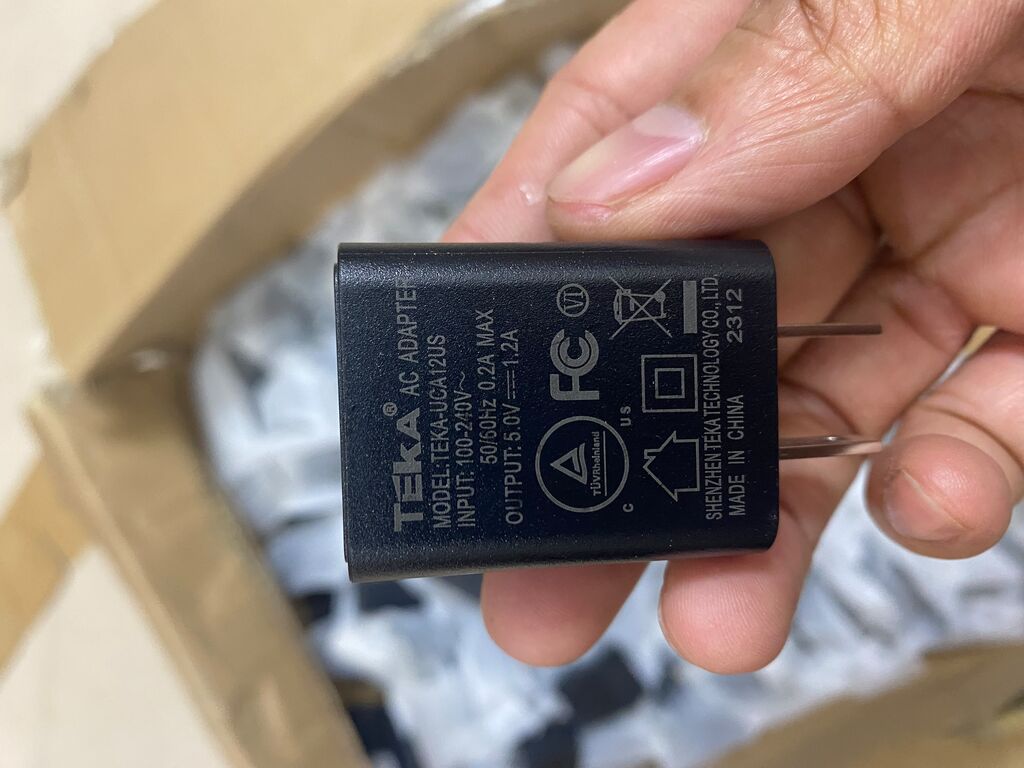 TEKA® AC ADAPTER
MODEL:TEKA-UCA12US
INPUT:100-240V~
50/60Hz 0.2A MAX
OUTPUT: 5.0V⎓1.2A
FC VI
TÜVRheinland
C US
SHENZHEN TEKA TECHNOLOGY CO., LTD.
MADE IN CHINA 2312